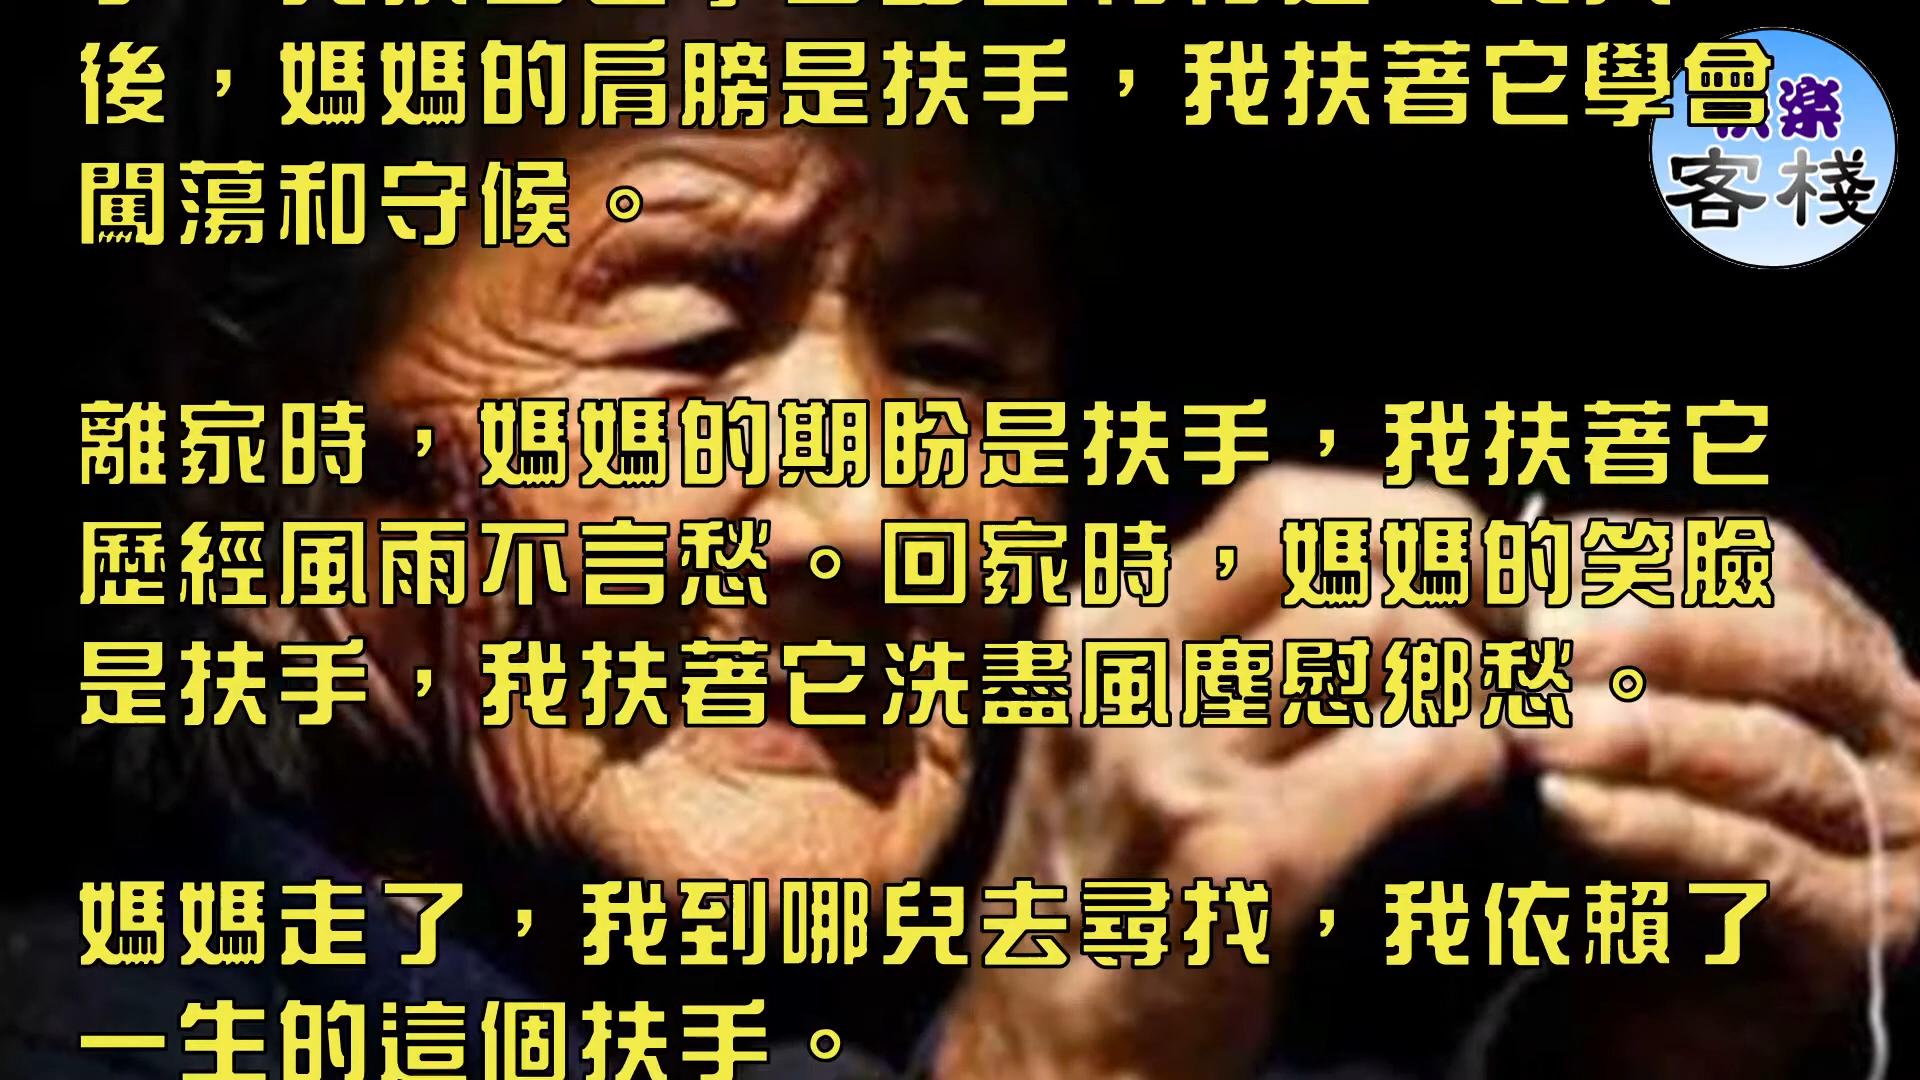 後，媽媽的肩膀是扶手，我扶著它學會
闖蕩和守候。
離家時，媽媽的期盼是扶手，我扶著它
歷經風雨不言愁。回家時，媽媽的笑臉
是扶手，我扶著它洗盡風塵慰鄉愁。
媽媽走了，我到哪兒去尋找，我依賴了
一生的這個扶手。
客棧